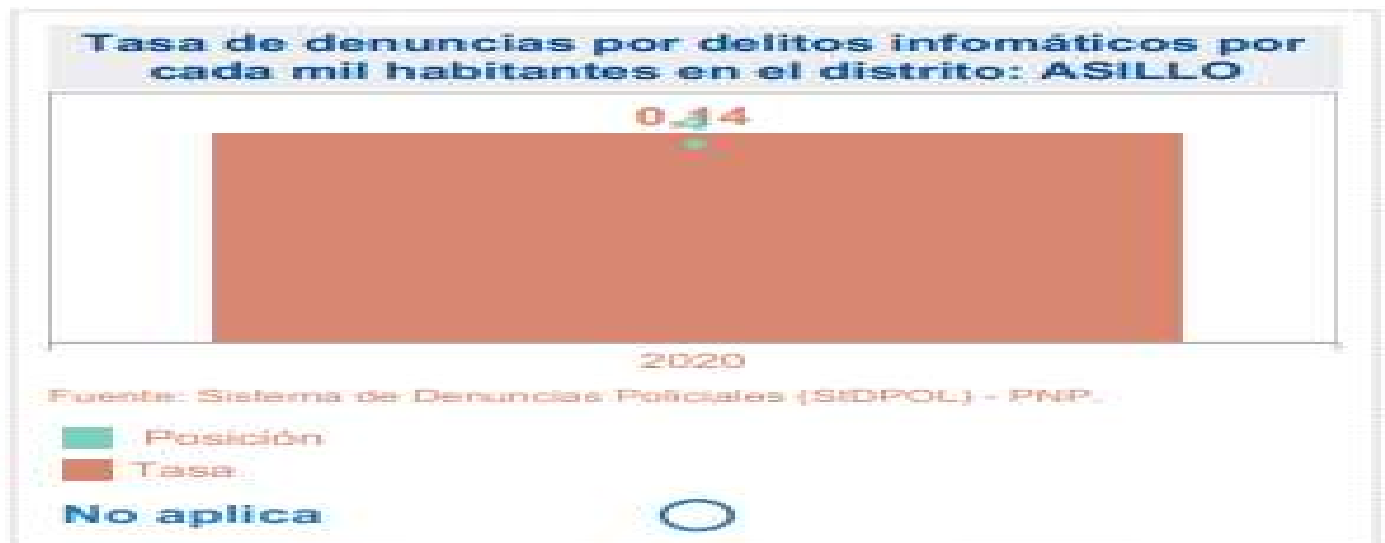 Tasa de denuncias por delitos infomáticos por
cada mil habitantes en el distrito: ASILLO
0.14
2020
Fuente: Sistema de Denuncias Policiales (SIDPOL) - PNP.
Posición
Tasa
No aplica